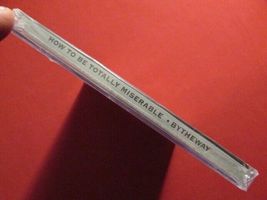 HOW TO BE TOTALLY MISERABLE • BYTHEWAY